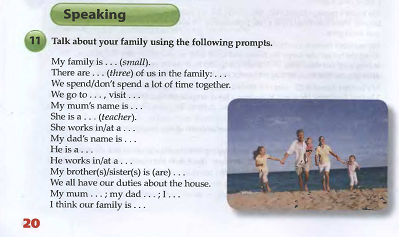 Speaking
11 Talk about your family using the following prompts.
My family is . . . (small).
There are . . . (three) of us in the family: . . .
We spend/don't spend a lot of time together.
We go to . . . , visit . . .
My mum's name is . . .
She is a . . . (teacher).
She works in/at a . . .
My dad's name is . . .
He is a . . .
He works in/at a . . .
My brother(s)/sister(s) is (are) . . .
We all have our duties about the house.
My mum . . . ; my dad . . . ; I . . .
I think our family is . . .
20